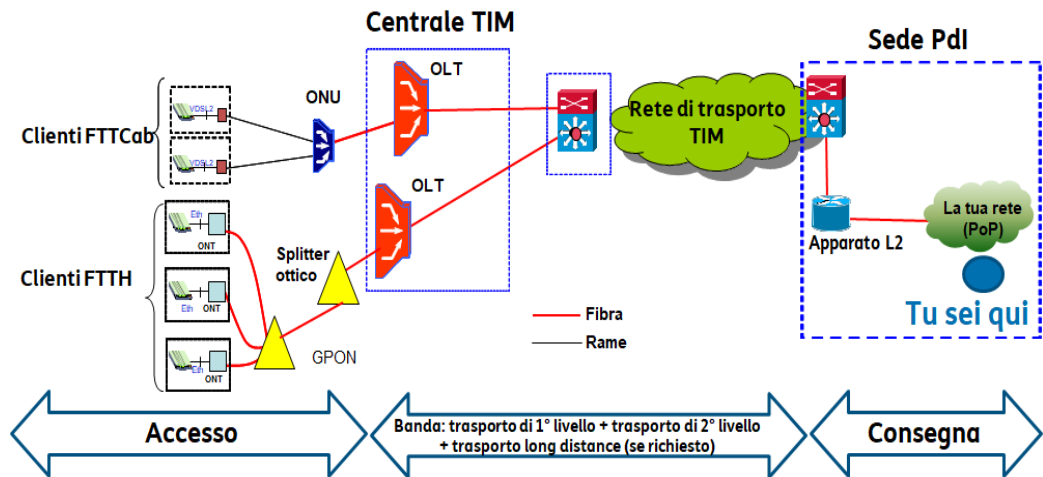 Centrale TIM
Sede PdI
OLT
ONU
VDSL2
Clienti FTTCab
VDSL2
Rete di trasporto
TIM
OLT
Eth
ONT
Splitter
ottico
Clienti FTTH
Eth
ONT
Eth
ONT
GPON
Fibra
Rame
Apparato L2
La tua rete
(PoP)
Tu sei qui
Accesso
Banda: trasporto di 1° livello + trasporto di 2° livello
+ trasporto long distance (se richiesto)
Consegna